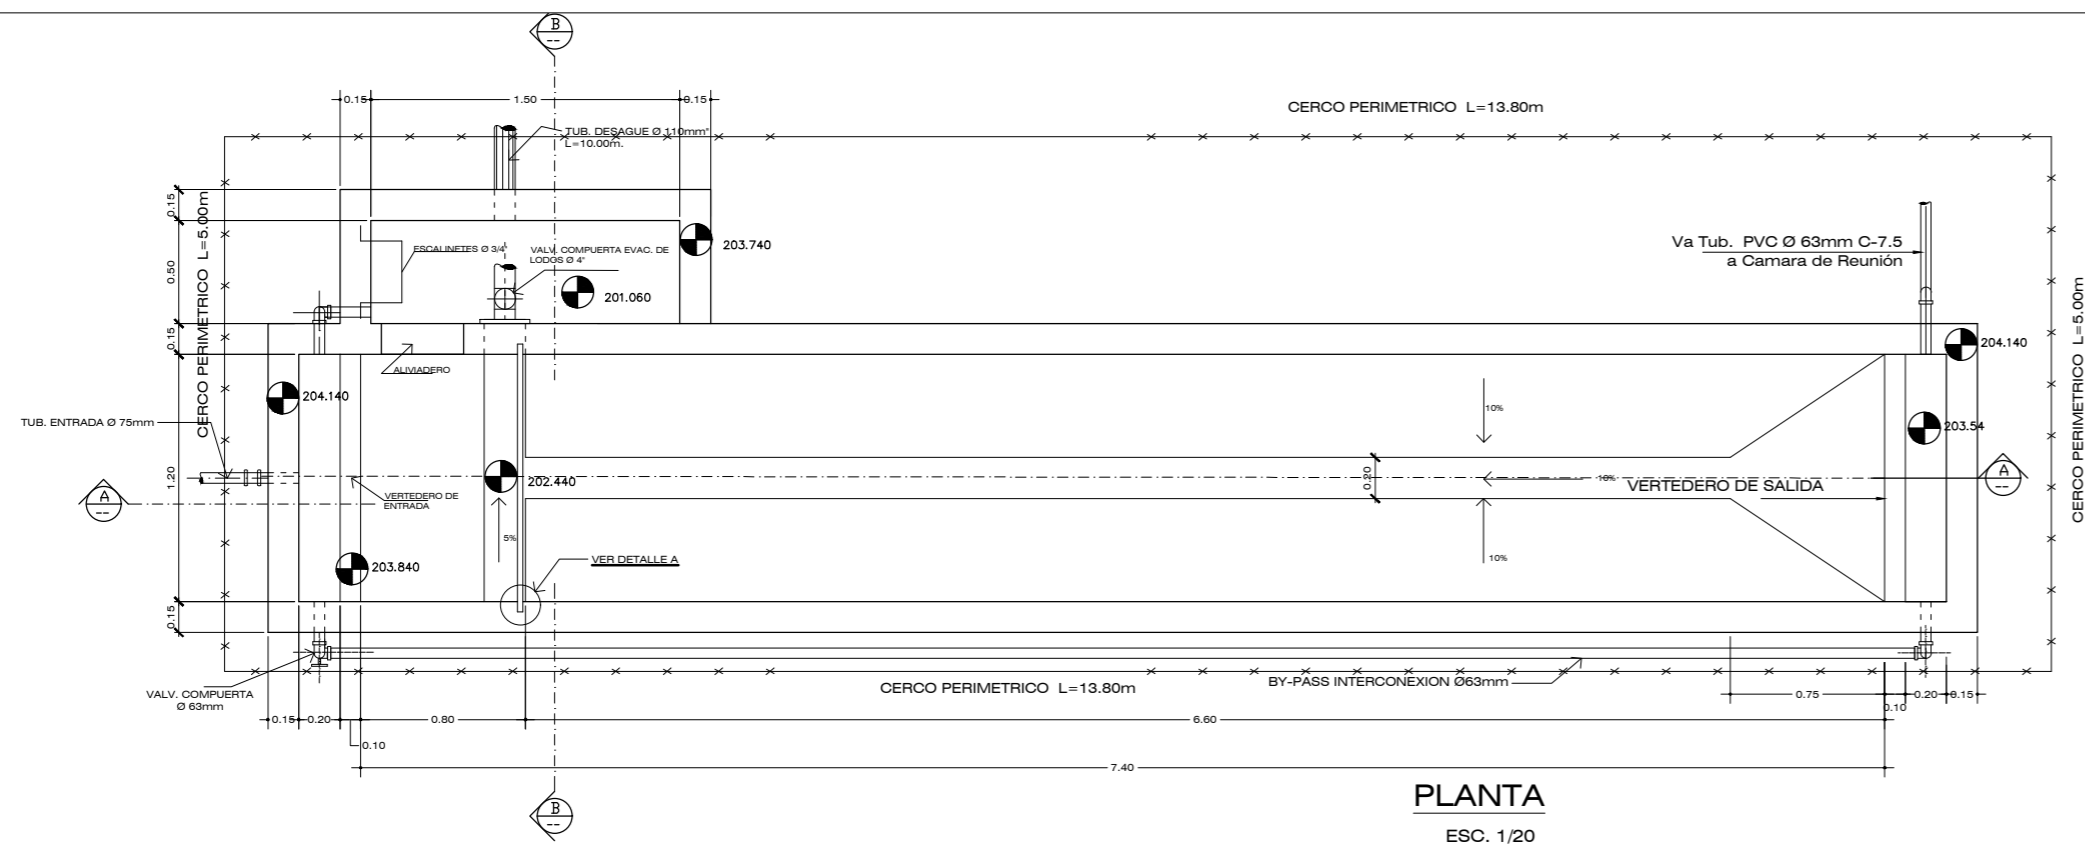 B
--
0.15
1.50
0.15
CERCO PERIMETRICO L=13.80m
TUB. DESAGUE Ø 110mm"
L=10.00m.
0.15
CERCO PERIMETRICO L=5.00m
0.50
0.15
1.20
0.15
ESCALINETES Ø 3/4"
VALV. COMPUERTA EVAC. DE
LODOS Ø 4"
203.740
201.060
Va Tub. PVC Ø 63mm C-7.5
a Camara de Reunión
CERCO PERIMETRICO L=5.00m
204.140
ALIVIADERO
204.140
TUB. ENTRADA Ø 75mm
10%
203.54
A
--
202.440
VERTEDERO DE
ENTRADA
0.20
10%
VERTEDERO DE SALIDA
A
--
5%
10%
VER DETALLE A
203.840
VALV. COMPUERTA
Ø 63mm
CERCO PERIMETRICO L=13.80m
BY-PASS INTERCONEXION Ø63mm
0.15
0.20
0.10
0.80
6.60
0.75
0.10
0.20
0.15
7.40
B
--
PLANTA
ESC. 1/20